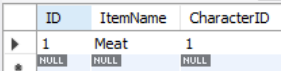 ID ItemName CharacterID
1 Meat 1
NULL NULL NULL